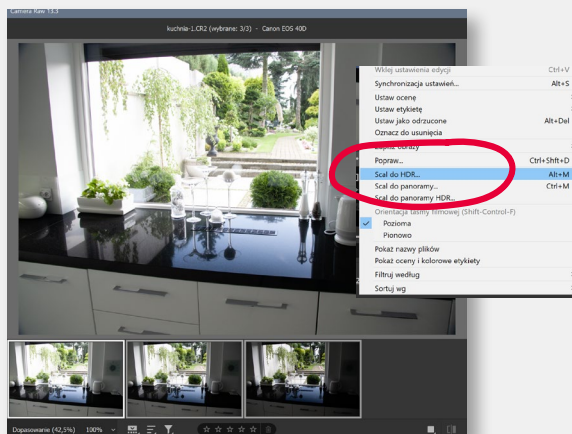 Camera Raw 13.3
kuchnia-1.CR2 (wybrane: 3/3) - Canon EOS 40D
Wklej ustawienia edycji Ctrl+V
Synchronizacja ustawień... Alt+S
Ustaw ocenę
Ustaw etykietę
Ustaw jako odrzucone Alt+Del
Oznacz do usunięcia
Zapisz obrazy
Popraw... Ctrl+Shft+D
Scal do HDR... Alt+M
Scal do panoramy... Ctrl+M
Scal do panoramy HDR...
Orientacja taśmy filmowej (Shift-Control-F)
Pozioma
Pionowo
Pokaż nazwy plików
Pokaż oceny i kolorowe etykiety
Filtruj według
Sortuj wg
Dopasowanie (42,5%) 100%